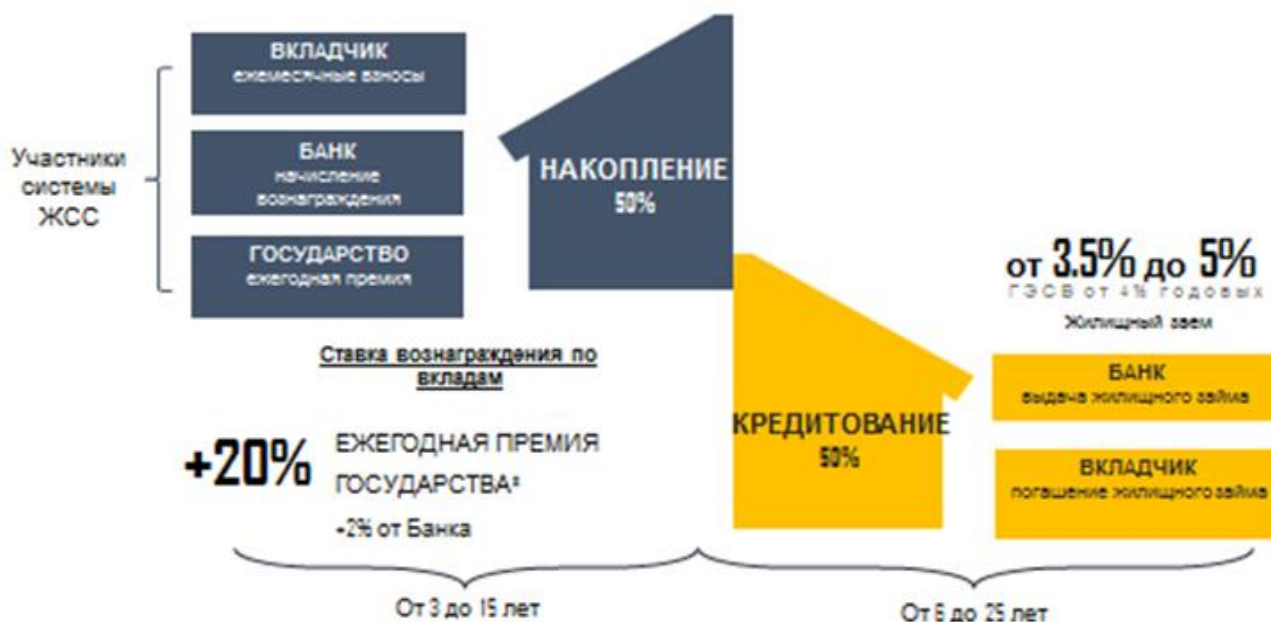 Участники
системы
ЖСС
ВКЛАДЧИК
ежемесячные взносы
БАНК
начисление
вознаграждения
ГОСУДАРСТВО
ежегодная премия
НАКОПЛЕНИЕ
50%
Ставка вознаграждения по
вкладам
+20%
ЕЖЕГОДНАЯ ПРЕМИЯ
ГОСУДАРСТВА*
+2% от Банка
От 3 до 15 лет
КРЕДИТОВАНИЕ
50%
от 3.5% до 5%
ГЭСВ от 4% годовых
Жилищный заем
БАНК
выдача жилищного займа
ВКЛАДЧИК
погашение жилищного займа
От 6 до 25 лет